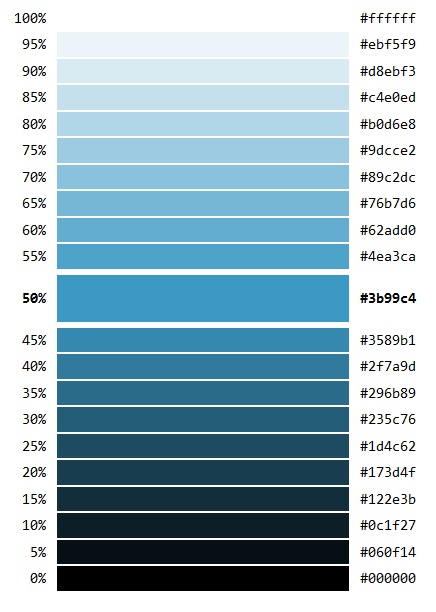 100% #ffffff
95% #ebf5f9
90% #d8ebf3
85% #c4e0ed
80% #b0d6e8
75% #9dcce2
70% #89c2dc
65% #76b7d6
60% #62add0
55% #4ea3ca
50% #3b99c4
45% #3589b1
40% #2f7a9d
35% #296b89
30% #235c76
25% #1d4c62
20% #173d4f
15% #122e3b
10% #0c1f27
5% #060f14
0% #000000